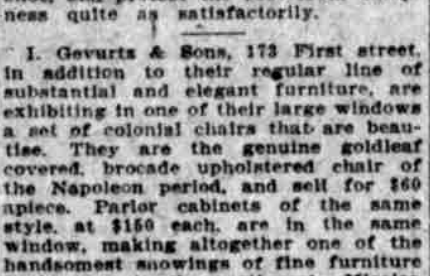 ness quite as satisfactorily.
I. Gevurts & Sons, 173 First street,
in addition to their regular line of
substantial and elegant furniture, are
exhibiting in one of their large windows
a set of colonial chairs that are beau-
tise. They are the genuine goldleaf
covered, brocade upholstered chair of
the Napoleon period, and sell for $60
apiece. Parlor cabinets of the same
style, at $150 each, are in the same
window, making altogether one of the
handsomest snowings of fine furniture